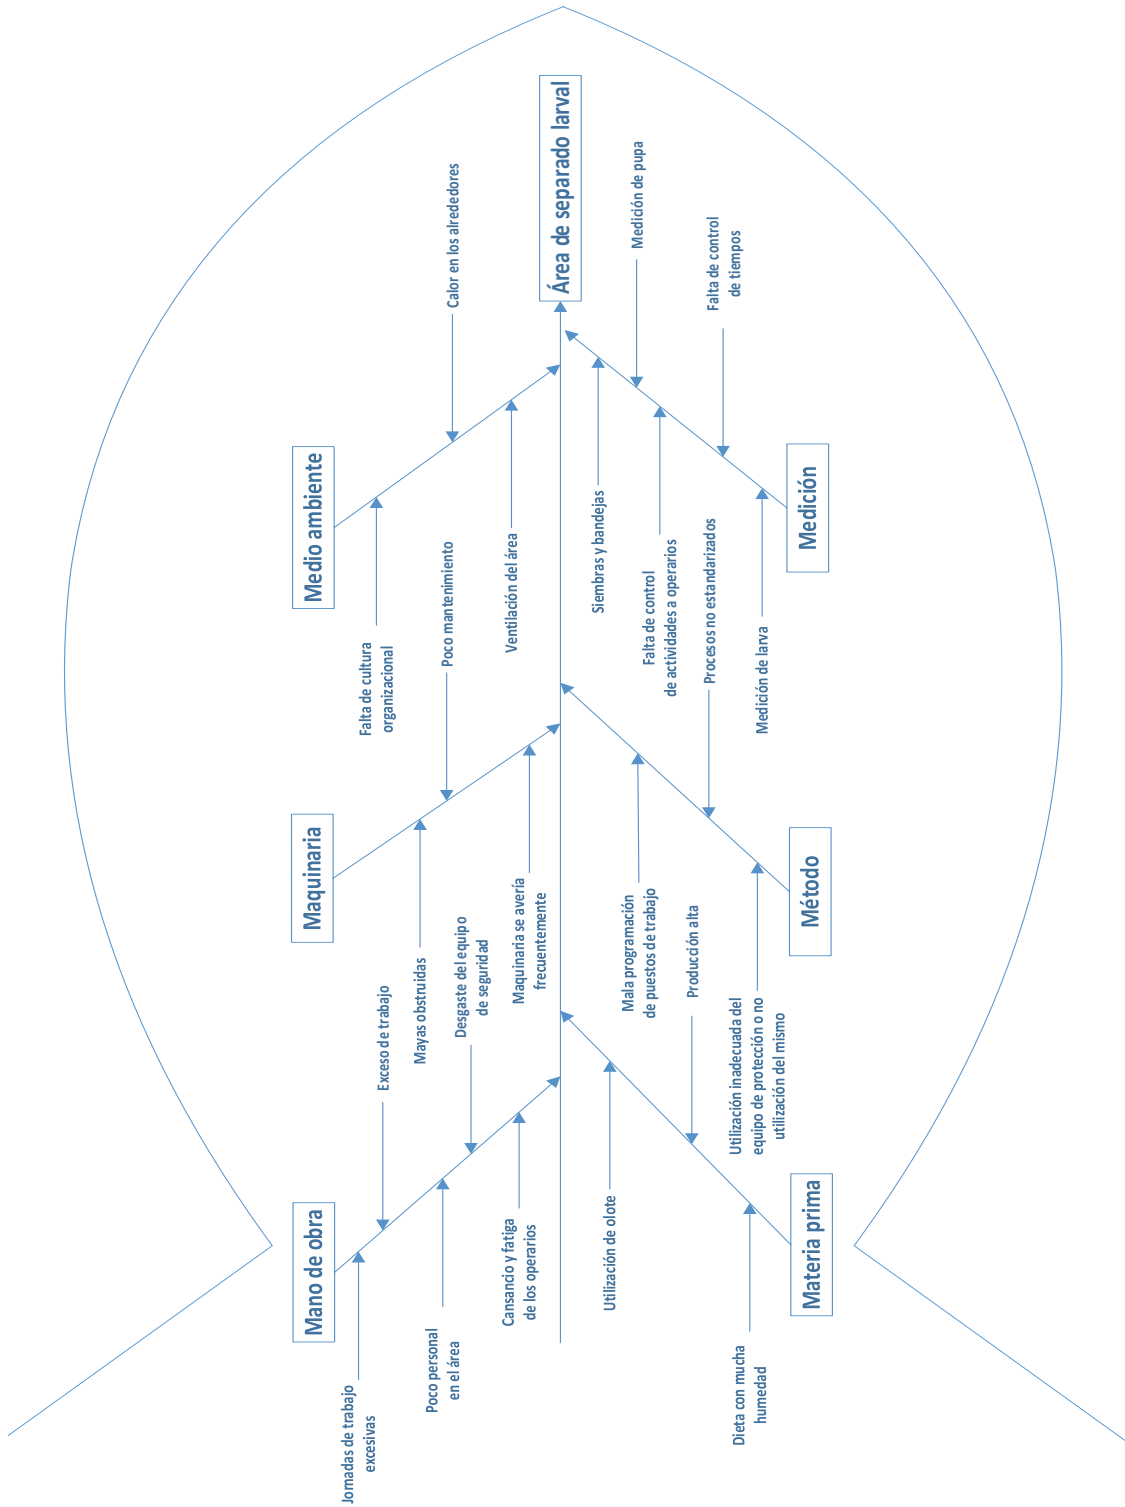 Mano de obra
Jornadas de trabajo
excesivas
Exceso de trabajo
Poco personal
en el área
Desgaste del equipo
de seguridad
Cansancio y fatiga
de los operarios
Maquinaria
Mayas obstruidas
Poco mantenimiento
Maquinaria se avería
frecuentemente
Medio ambiente
Falta de cultura
organizacional
Calor en los alrededores
Ventilación del área
Área de separado larval
Materia prima
Dieta con mucha
humedad
Producción alta
Utilización de olote
Método
Utilización inadecuada del
equipo de protección o no
utilización del mismo
Procesos no estandarizados
Mala programación
de puestos de trabajo
Medición
Medición de larva
Falta de control
de tiempos
Falta de control
de actividades a operarios
Medición de pupa
Siembras y bandejas